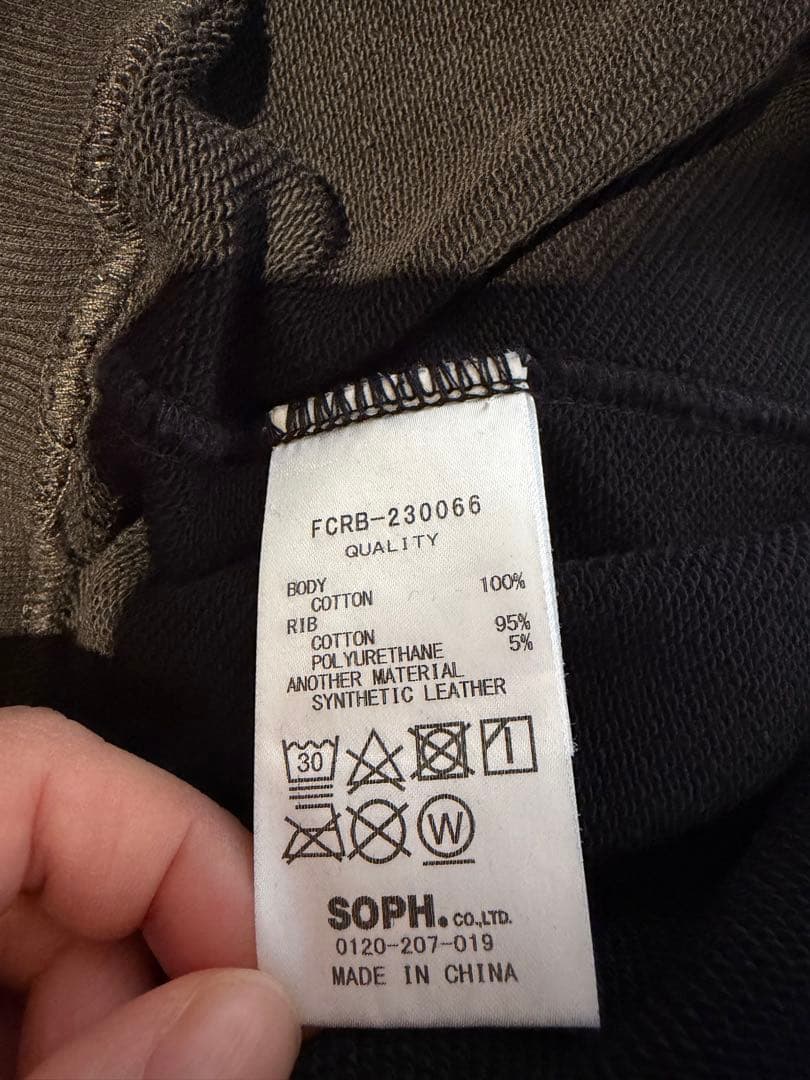 FCRB-230066
QUALITY
BODY
COTTON 100%
RIB
COTTON 95%
POLYURETHANE 5%
ANOTHER MATERIAL
SYNTHETIC LEATHER
30
W
SOPH. CO.,LTD.
0120-207-019
MADE IN CHINA